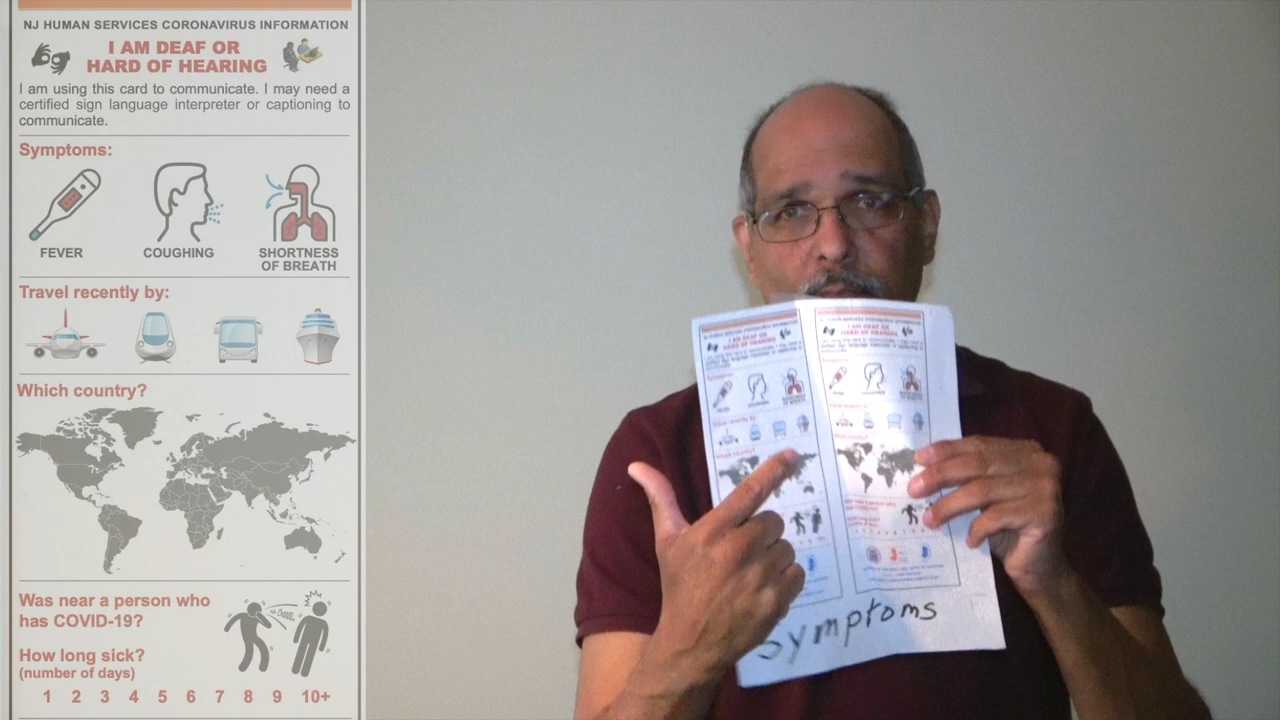 NJ HUMAN SERVICES CORONAVIRUS INFORMATION
I AM DEAF OR
HARD OF HEARING
I am using this card to communicate. I may need a
certified sign language interpreter or captioning to
communicate.
Symptoms:
FEVER
COUGHING
SHORTNESS
OF BREATH
Travel recently by:
Which country?
Was near a person who
has COVID-19?
How long sick?
(number of days)
1 2 3 4 5 6 7 8 9 10+
I AM DEAF OR
HARD OF HEARING
I AM DEAF OR
HARD OF HEARING
symptoms